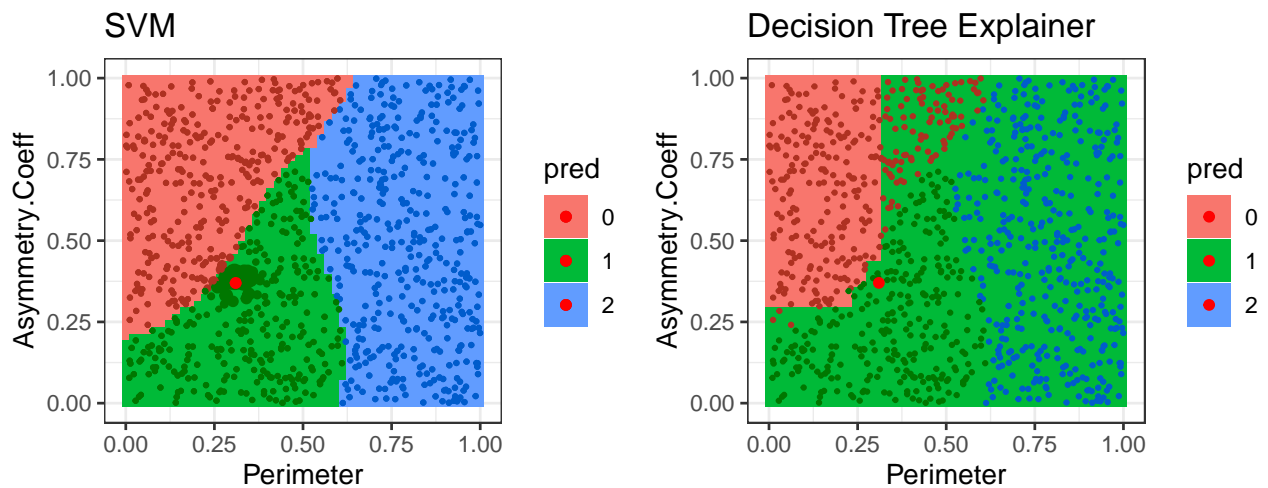 SVM
Asymmetry.Coeff
1.00
0.75
0.50
0.25
0.00
0.00 0.25 0.50 0.75 1.00
Perimeter
pred
0
1
2
Decision Tree Explainer
Asymmetry.Coeff
1.00
0.75
0.50
0.25
0.00
0.00 0.25 0.50 0.75 1.00
Perimeter
pred
0
1
2